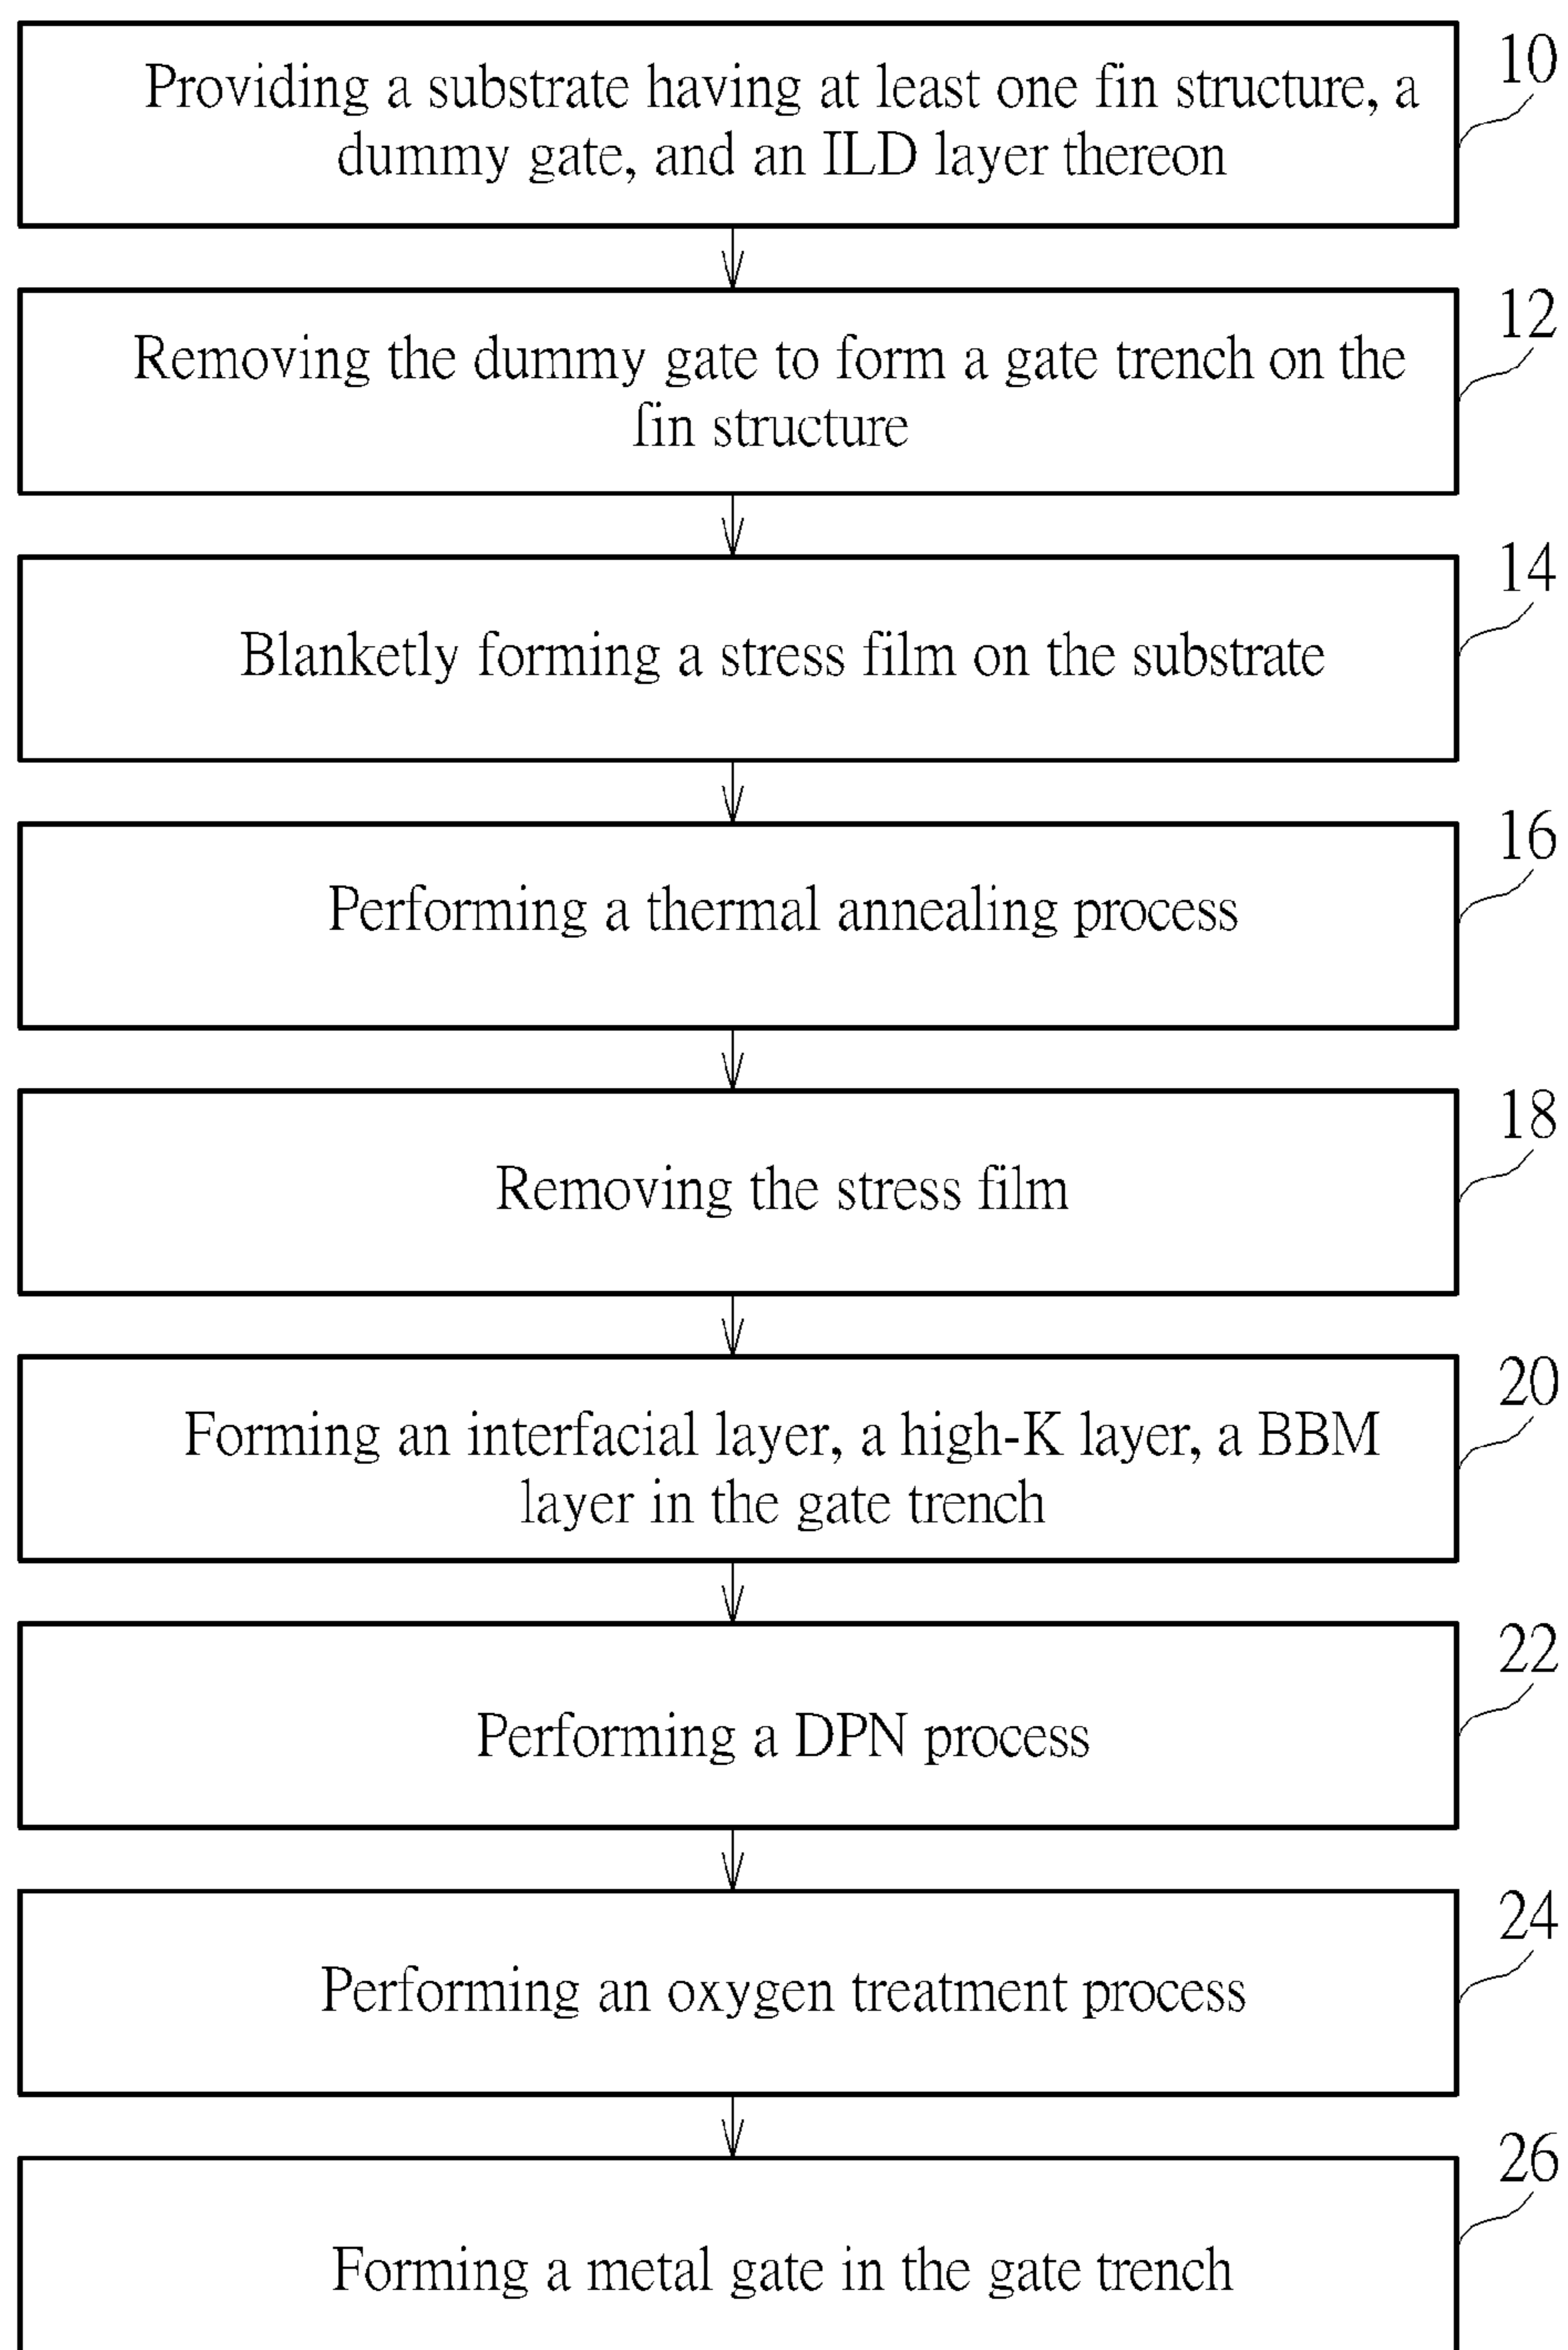 Providing a substrate having at least one fin structure, a
dummy gate, and an ILD layer thereon
10
Removing the dummy gate to form a gate trench on the
fin structure
12
Blanketly forming a stress film on the substrate
14
Performing a thermal annealing process
16
Removing the stress film
18
Forming an interfacial layer, a high-K layer, a BBM
layer in the gate trench
20
Performing a DPN process
22
Performing an oxygen treatment process
24
Forming a metal gate in the gate trench
26